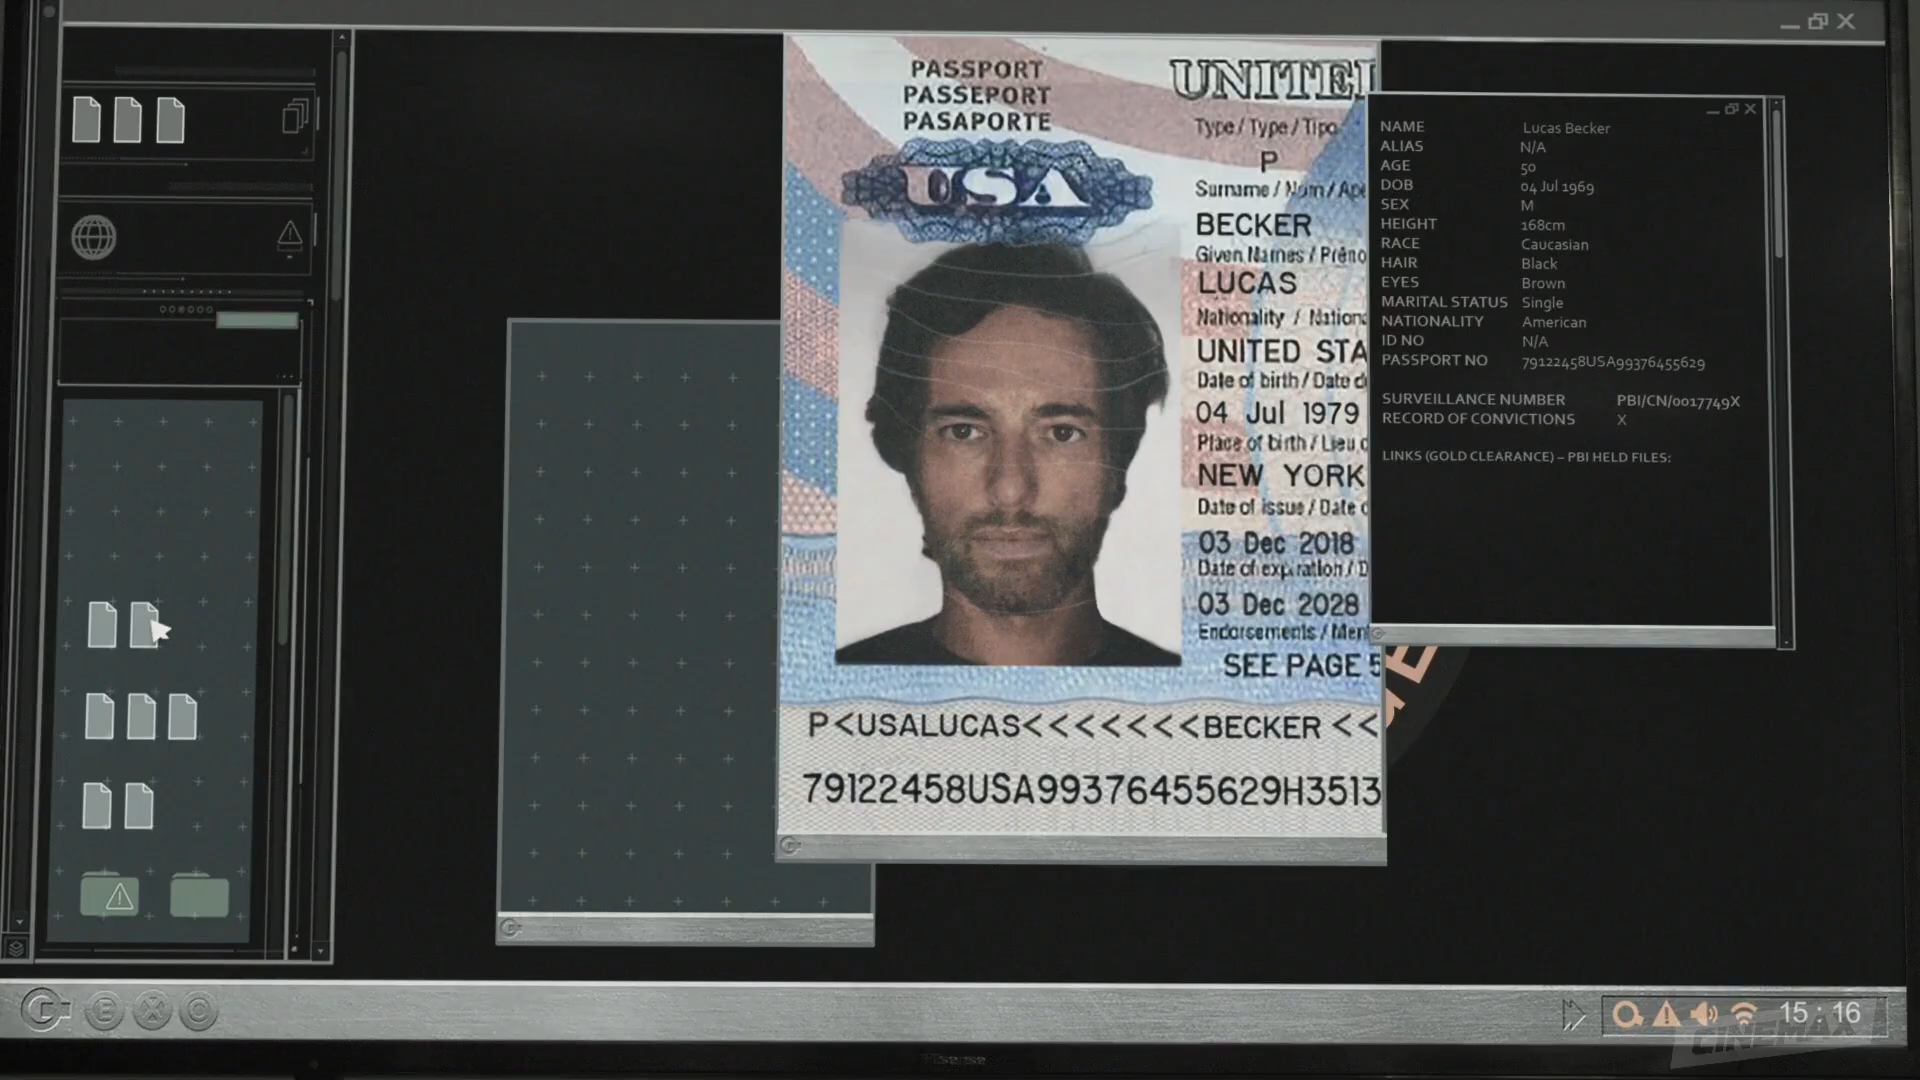 PASSPORT
PASSEPORT
PASAPORTE
USA
UNITED
Type / Type / Tipo
P
Surname / Nom / Ape
BECKER
Given Names / Préno
LUCAS
Nationality / Nationa
UNITED STA
Date of birth / Date d
04 Jul 1979
Place of birth / Lieu d
NEW YORK
Date of issue / Date d
03 Dec 2018
Date of expiration / D
03 Dec 2028
Endorsements / Men
SEE PAGE 5
P<USALUCAS<<<<<<<BECKER <<
79122458USA99376455629H3513
NAME Lucas Becker
ALIAS N/A
AGE 50
DOB 04 Jul 1969
SEX M
HEIGHT 168cm
RACE Caucasian
HAIR Black
EYES Brown
MARITAL STATUS Single
NATIONALITY American
ID NO N/A
PASSPORT NO 79122458USA99376455629
SURVEILLANCE NUMBER PBI/CN/0017749X
RECORD OF CONVICTIONS X
LINKS (GOLD CLEARANCE) – PBI HELD FILES:
GE
E X C
15 : 16
CINEMAX
Hisense